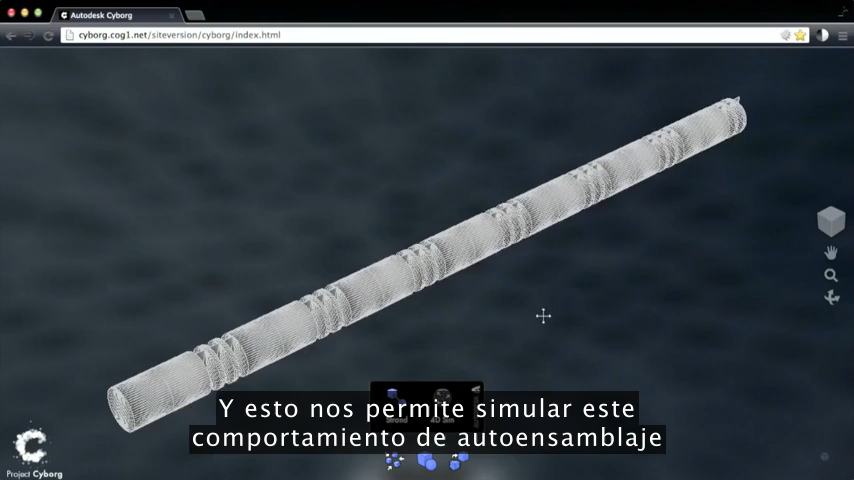 Autodesk Cyborg
cyborg.cog1.net/siteversion/cyborg/index.html
Y esto nos permite simular este
comportamiento de autoensamblaje
Project Cyborg